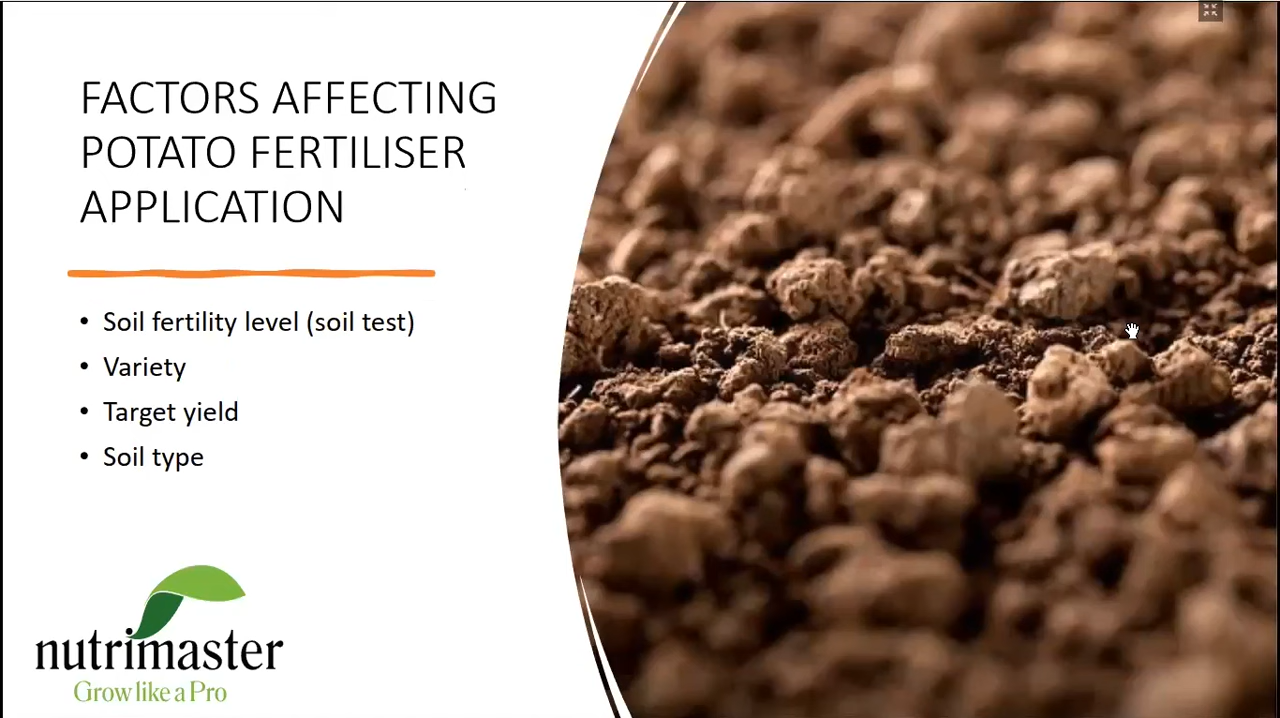 FACTORS AFFECTING
POTATO FERTILISER
APPLICATION
• Soil fertility level (soil test)
• Variety
• Target yield
• Soil type
nutrimaster
Grow like a Pro